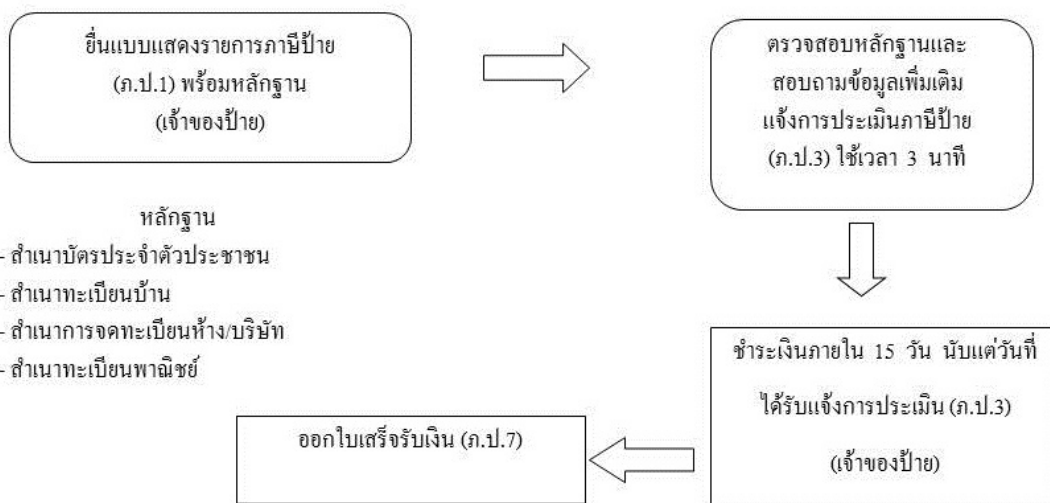 ยื่นแบบแสดงรายการภาษีป้าย
(ภ.ป.1) พร้อมหลักฐาน
(เจ้าของป้าย)
ตรวจสอบหลักฐานและ
สอบถามข้อมูลเพิ่มเติม
แจ้งการประเมินภาษีป้าย
(ภ.ป.3) ใช้เวลา 3 นาที
หลักฐาน
- สำเนาบัตรประจำตัวประชาชน
- สำเนาทะเบียนบ้าน
- สำเนาการจดทะเบียนห้าง/บริษัท
- สำเนาทะเบียนพาณิชย์
ชำระเงินภายใน 15 วัน นับแต่วันที่
ได้รับแจ้งการประเมิน (ภ.ป.3)
(เจ้าของป้าย)
ออกใบเสร็จรับเงิน (ภ.ป.7)